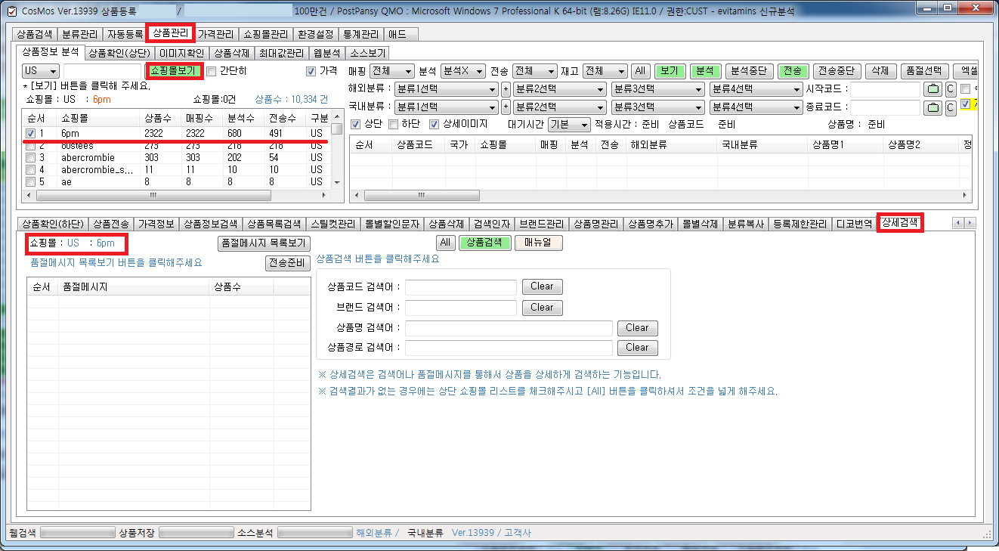 CosMos Ver.13939 상품등록 / 100만건 / PostPansy QMO : Microsoft Windows 7 Professional K 64-bit (램:8.26G) IE11.0 / 권한:CUST - evitamins 신규분석
상품검색 분류관리 자동등록 상품관리 가격관리 쇼핑몰관리 환경설정 통계관리 애드
상품정보 분석 상품확인(상단) 이미지확인 상품삭제 최대값관리 웹분석 소스보기
US 쇼핑몰보기 간단히 가격
* [보기] 버튼을 클릭해 주세요.
쇼핑몰 : US : 6pm 쇼핑몰:0건 상품수 : 10,334 건
순서 쇼핑몰 상품수 매핑수 분석수 전송수 구분
1 6pm 2322 2322 680 491 US
2 80stees 273 273 218 218 US
3 abercrombie 303 303 202 54 US
4 abercrombie_s... 11 11 10 10 US
5 ae 8 8 8 8 US
매핑 전체 분석 분석X 전송 전체 재고 전체 All 보기 분석 분석중단 전송 전송중단 삭제 품절선택 엑셀
해외분류 : 분류1선택 + 분류2선택 분류3선택 분류4선택 시작코드 : C
국내분류 : 분류1선택 + 분류2선택 분류3선택 분류4선택 종료코드 : C
상단 하단 상세이미지 대기시간 기본 적용시간 : 준비 상품코드 준비 상품명 : 준비
순서 상품코드 국가 쇼핑몰 매핑 분석 전송 해외분류 국내분류 상품명1 상품명2 정
상품확인(하단) 상품전송 가격정보 상품정보검색 상품목록검색 스틸컷관리 몰별할인문자 상품삭제 검색인자 브랜드관리 상품명관리 상품명추가 몰별삭제 분류복사 등록제한관리 디코번역 상세검색
쇼핑몰 : US : 6pm 품절메시지 목록보기
품절메시지 목록보기 버튼을 클릭해주세요 전송준비
순서 품절메시지 상품수
All 상품검색 매뉴얼
상품검색 버튼을 클릭해주세요
상품코드 검색어 : Clear
브랜드 검색어 : Clear
상품명 검색어 : Clear
상품경로 검색어 : Clear
※ 상세검색은 검색어나 품절메시지를 통해서 상품을 상세하게 검색하는 기능입니다.
※ 검색결과가 없는 경우에는 상단 쇼핑몰 리스트를 체크해주시고 [All] 버튼을 클릭하셔서 조건을 넓게 해주세요.
웹검색 상품저장 소스분석 해외분류 / 국내분류 Ver.13939 / 고객사